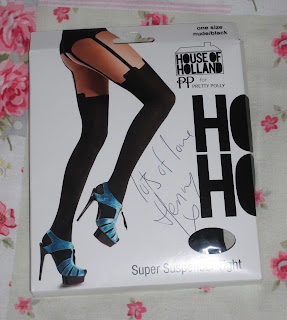 one size
nude/black
HOUSE OF
HOLLAND
PP for
PRETTY POLLY
HO
HO
lots of love
Henry
Super Suspender Tight